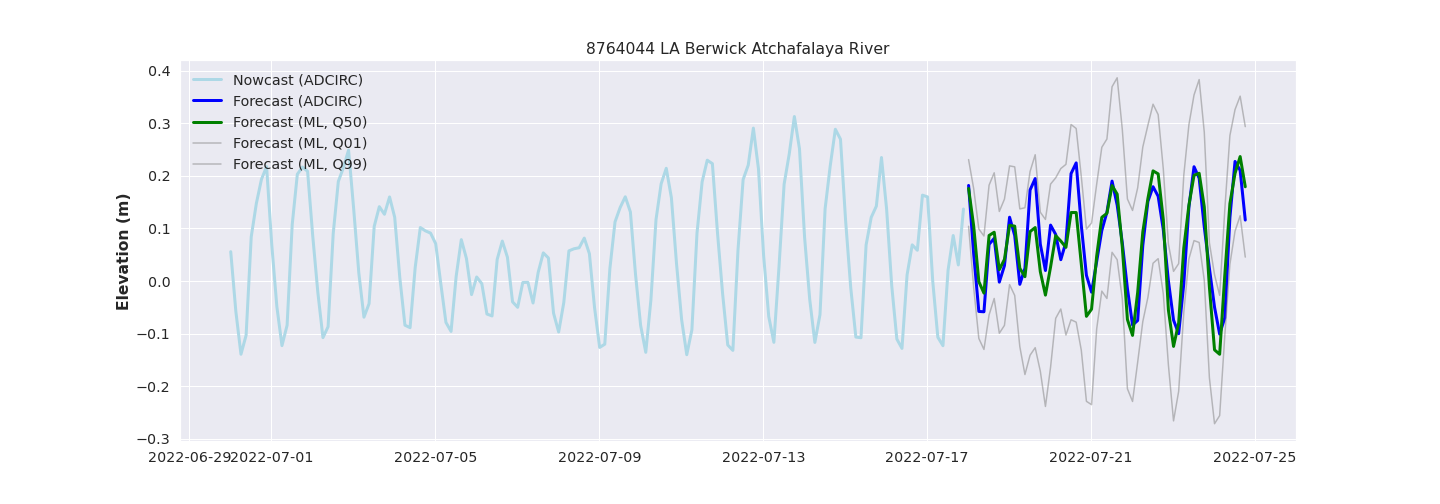 8764044 LA Berwick Atchafalaya River
Elevation (m)
0.4
0.3
0.2
0.1
0.0
−0.1
−0.2
−0.3
Nowcast (ADCIRC)
Forecast (ADCIRC)
Forecast (ML, Q50)
Forecast (ML, Q01)
Forecast (ML, Q99)
2022-06-29 2022-07-01 2022-07-05 2022-07-09 2022-07-13 2022-07-17 2022-07-21 2022-07-25